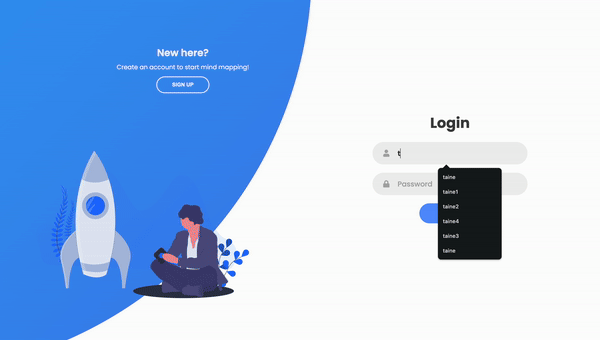 New here?
Create an account to start mind mapping!
SIGN UP
Login
t
Password
taine
taine1
taine2
taine4
taine3
taine